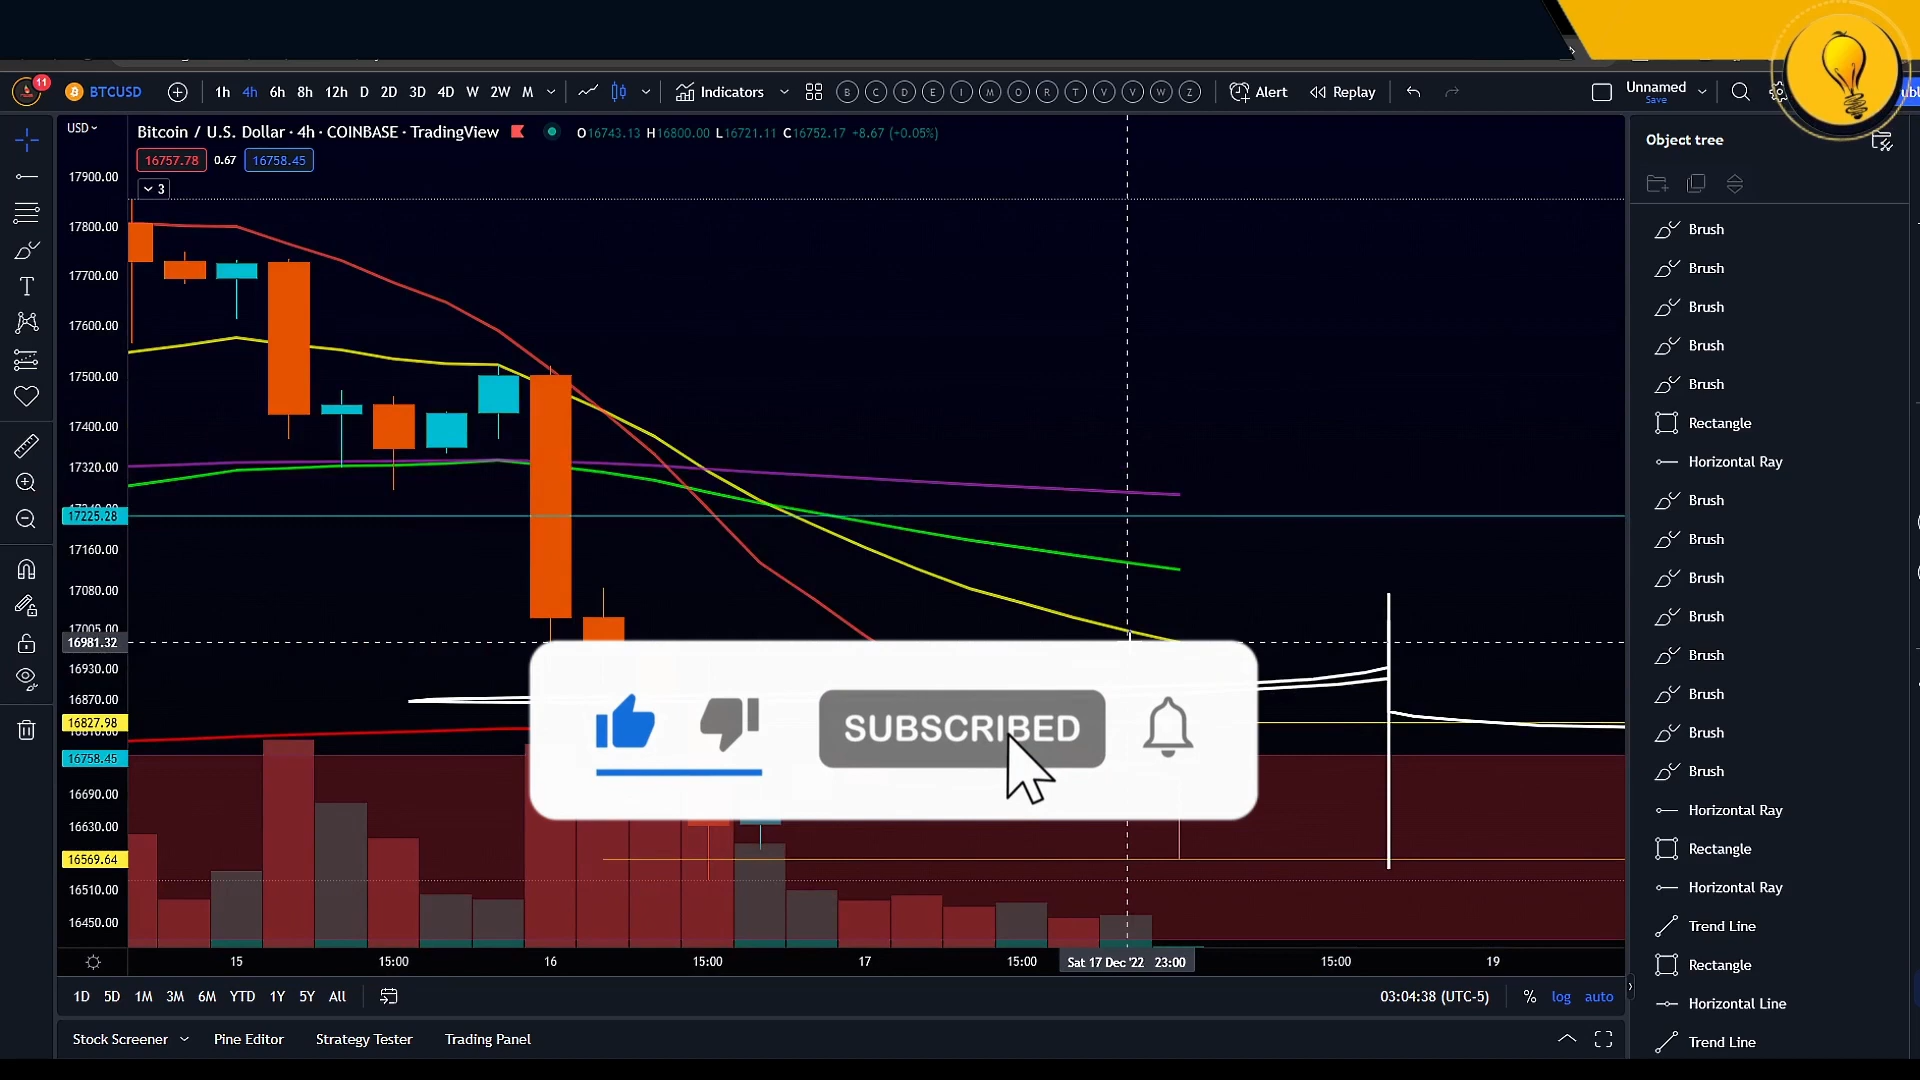 11 BTCUSD 1h 4h 6h 8h 12h D 2D 3D 4D W 2W M Indicators B C D E I M O R T V V W Z Alert Replay Unnamed
Save
USD Bitcoin / U.S. Dollar · 4h · COINBASE · TradingView O16743.13 H16800.00 L16721.11 C16752.17 +8.67 (+0.05%)
Object tree
16757.78 0.67 16758.45
3
17900.00
17800.00
17700.00
17600.00
17500.00
17400.00
17320.00
17225.28
17160.00
17080.00
17005.00
16981.32
16930.00
16870.00
16827.98
16758.45
16690.00
16630.00
16569.64
16510.00
16450.00
SUBSCRIBED
15 15:00 16 15:00 17 15:00 Sat 17 Dec '22 23:00 15:00 19
1D 5D 1M 3M 6M YTD 1Y 5Y All 03:04:38 (UTC-5) % log auto
Stock Screener Pine Editor Strategy Tester Trading Panel
Brush
Brush
Brush
Brush
Brush
Rectangle
Horizontal Ray
Brush
Brush
Brush
Brush
Brush
Brush
Brush
Brush
Horizontal Ray
Rectangle
Horizontal Ray
Trend Line
Rectangle
Horizontal Line
Trend Line